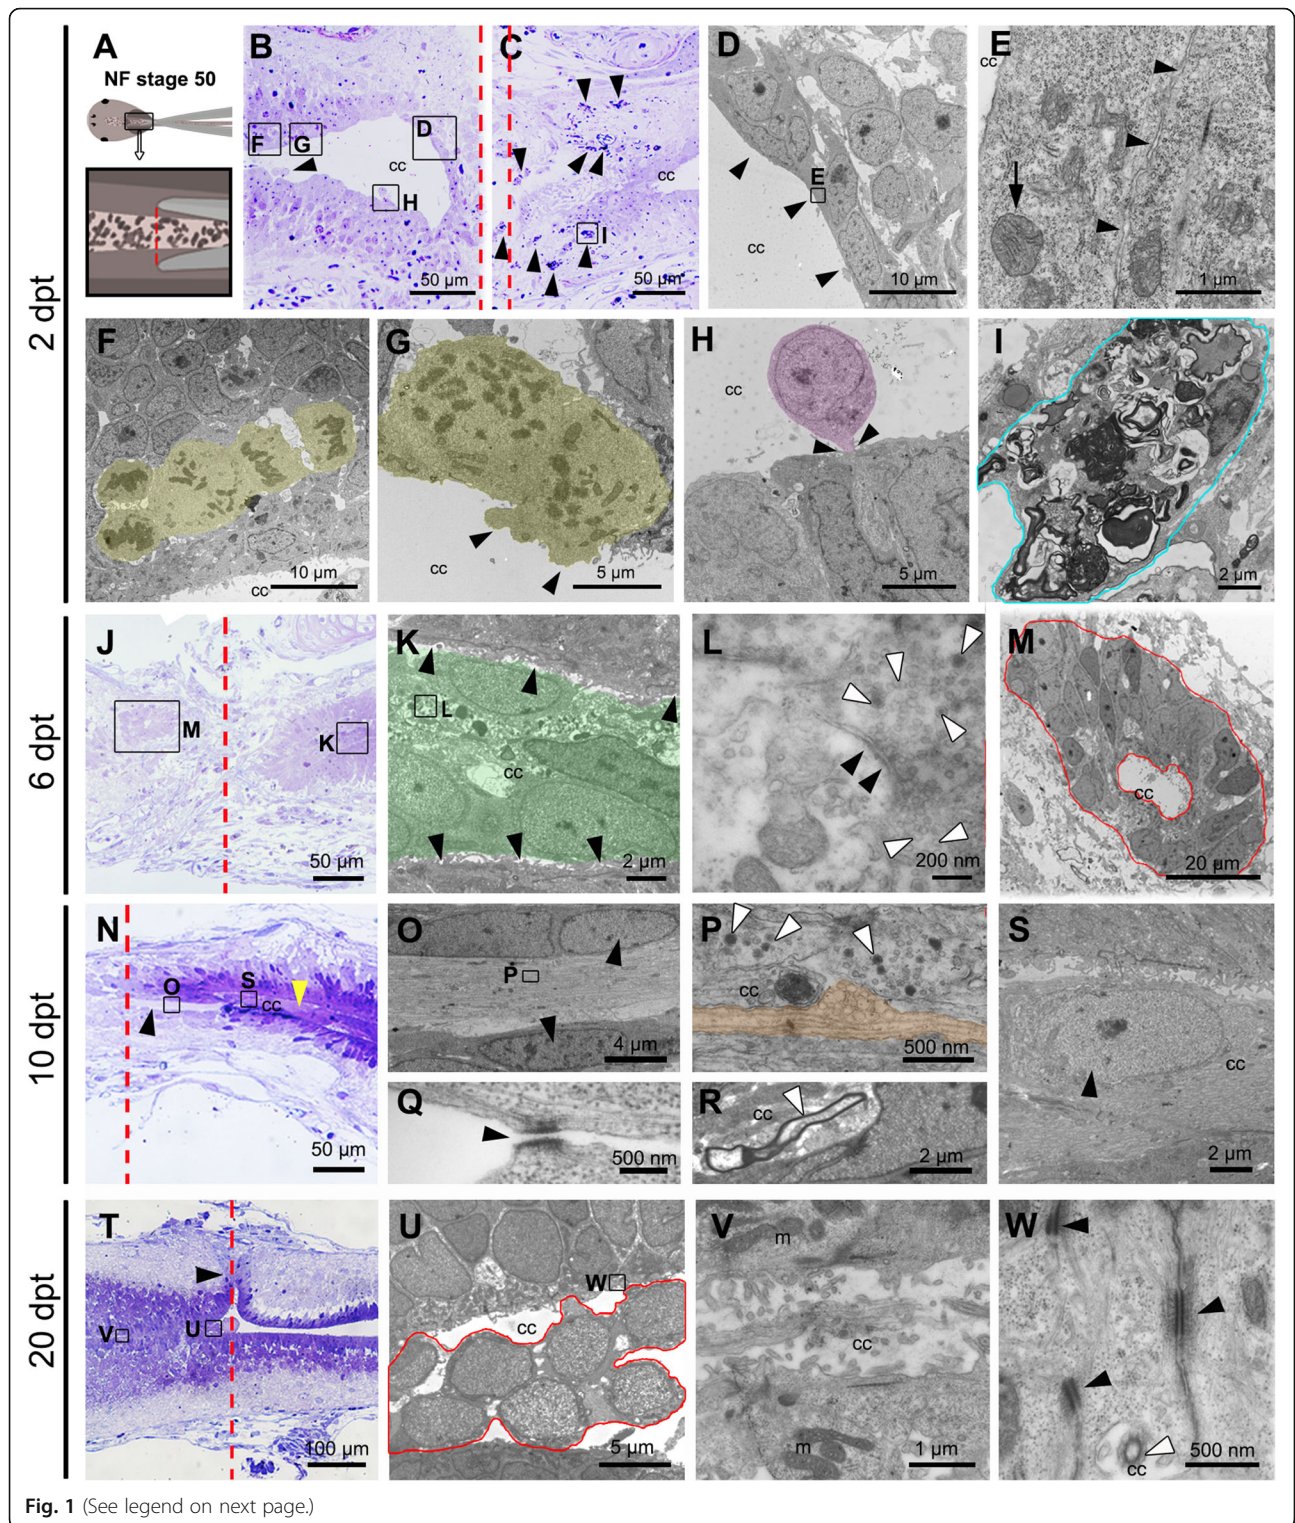 2 dpt
A
NF stage 50
B
F
G
D
cc
H
50 µm
C
cc
I
50 µm
D
E
cc
10 µm
E
cc
1 µm
F
cc
10 µm
G
cc
5 µm
H
cc
5 µm
I
2 µm
6 dpt
J
M
K
50 µm
K
L
cc
2 µm
L
200 nm
M
cc
20 µm
10 dpt
N
O
S
cc
50 µm
O
P
4 µm
P
cc
500 nm
Q
500 nm
R
cc
2 µm
S
cc
2 µm
20 dpt
T
V
U
100 µm
U
W
cc
5 µm
V
m
cc
m
1 µm
W
cc
500 nm
Fig. 1 (See legend on next page.)